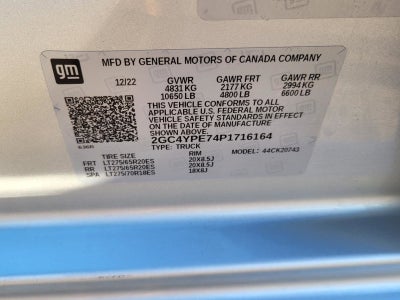 gm
MFD BY GENERAL MOTORS OF CANADA COMPANY
12/22 GVWR GAWR FRT GAWR RR
4831 KG 2177 KG 2994 KG
10650 LB 4800 LB 6600 LB
THIS VEHICLE CONFORMS TO ALL
APPLICABLE U.S. FEDERAL MOTOR
VEHICLE SAFETY STANDARDS IN EFFECT
ON THE DATE OF MANUFACTURE
2GC4YPE74P1716164
TYPE: TRUCK MODEL: 44CK20743
TIRE SIZE RIM
FRT LT275/65R20ES 20X8.5J
RR LT275/65R20ES 20X8.5J
SPA LT275/70R18ES 18X8J